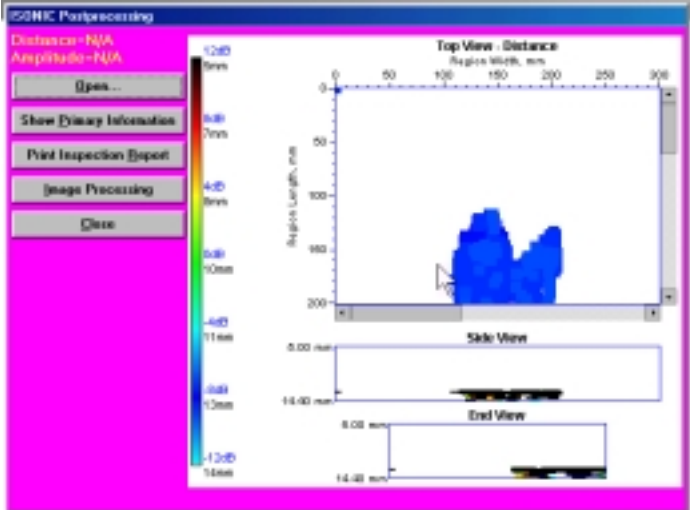 ISONIC Postprocessing
Distance=N/A
Amplitude=N/A
Open...
Show Primary Information
Print Inspection Report
Image Processing
Close
12dB
5mm
8dB
7mm
4dB
8mm
0dB
10mm
-4dB
11mm
-8dB
13mm
-12dB
14mm
Top View - Distance
Region Width, mm
0 50 100 150 200 250 300
Region Length, mm
0
50
100
150
200
Side View
5.00 mm
14.40 mm
End View
5.00 mm
14.40 mm